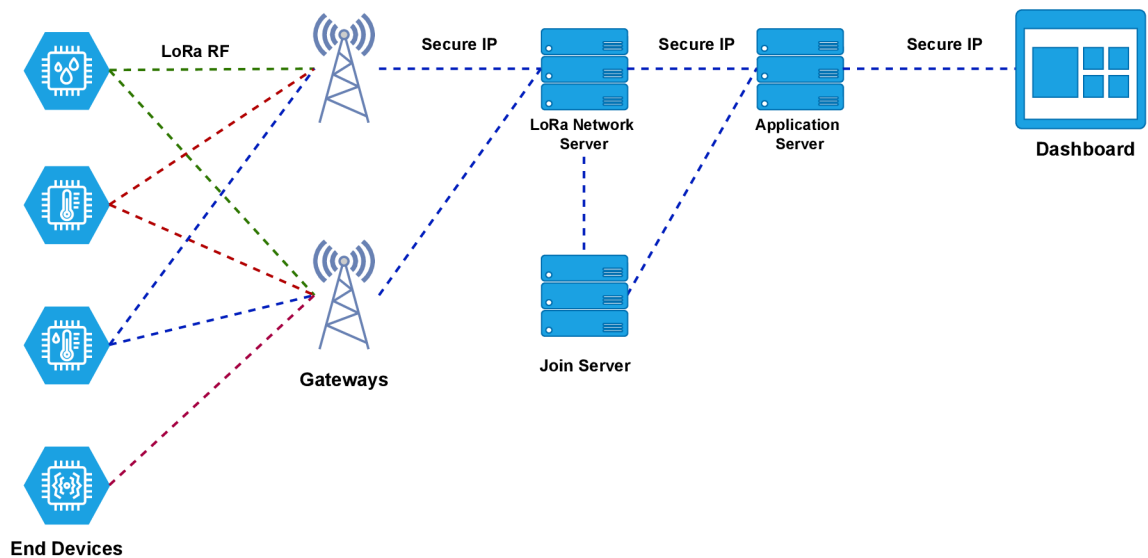 LoRa RF
Secure IP
Secure IP
Secure IP
LoRa Network
Server
Application
Server
Dashboard
Join Server
Gateways
End Devices